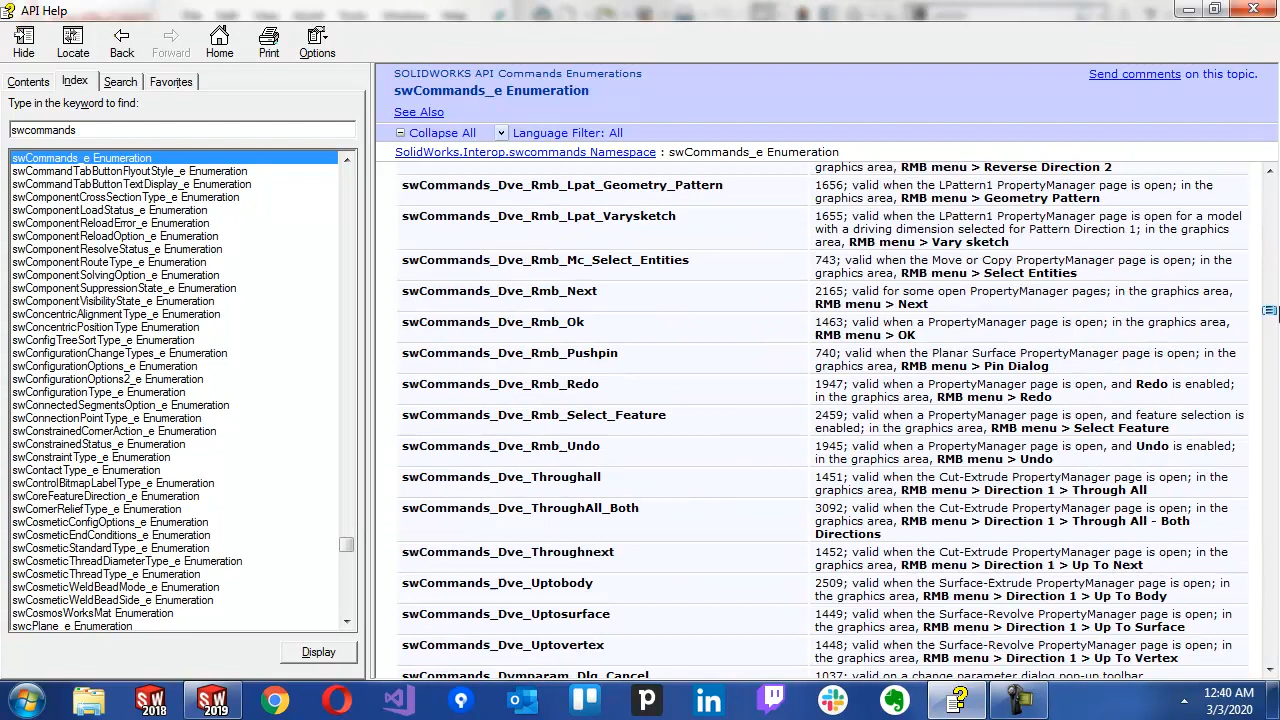 API Help
Hide
Locate
Back
Forward
Home
Print
Options
Contents
Index
Search
Favorites
Type in the keyword to find:
swcommands
swCommands_e Enumeration
swCommandTabButtonFlyoutStyle_e Enumeration
swCommandTabButtonTextDisplay_e Enumeration
swComponentCrossSectionType_e Enumeration
swComponentLoadStatus_e Enumeration
swComponentReloadError_e Enumeration
swComponentReloadOption_e Enumeration
swComponentResolveStatus_e Enumeration
swComponentRouteType_e Enumeration
swComponentSolvingOption_e Enumeration
swComponentSuppressionState_e Enumeration
swComponentVisibilityState_e Enumeration
swConcentricAlignmentType_e Enumeration
swConcentricPositionType Enumeration
swConfigTreeSortType_e Enumeration
swConfigurationChangeTypes_e Enumeration
swConfigurationOptions_e Enumeration
swConfigurationOptions2_e Enumeration
swConfigurationType_e Enumeration
swConnectedSegmentsOption_e Enumeration
swConnectionPointType_e Enumeration
swConstrainedCornerAction_e Enumeration
swConstrainedStatus_e Enumeration
swConstraintType_e Enumeration
swContactType_e Enumeration
swControlBitmapLabelType_e Enumeration
swCoreFeatureDirection_e Enumeration
swCornerReliefType_e Enumeration
swCosmeticConfigOptions_e Enumeration
swCosmeticEndConditions_e Enumeration
swCosmeticStandardType_e Enumeration
swCosmeticThreadDiameterType_e Enumeration
swCosmeticThreadType_e Enumeration
swCosmeticWeldBeadMode_e Enumeration
swCosmeticWeldBeadSide_e Enumeration
swCosmosWorksMat Enumeration
swcPlane_e Enumeration
Display
SOLIDWORKS API Commands Enumerations
Send comments on this topic.
swCommands_e Enumeration
See Also
Collapse All
Language Filter: All
SolidWorks.Interop.swcommands Namespace : swCommands_e Enumeration
graphics area, RMB menu > Reverse Direction 2
swCommands_Dve_Rmb_Lpat_Geometry_Pattern
1656; valid when the LPattern1 PropertyManager page is open; in the
graphics area, RMB menu > Geometry Pattern
swCommands_Dve_Rmb_Lpat_Varysketch
1655; valid when the LPattern1 PropertyManager page is open for a model
with a driving dimension selected for Pattern Direction 1; in the graphics
area, RMB menu > Vary sketch
swCommands_Dve_Rmb_Mc_Select_Entities
743; valid when the Move or Copy PropertyManager page is open; in the
graphics area, RMB menu > Select Entities
swCommands_Dve_Rmb_Next
2165; valid for some open PropertyManager pages; in the graphics area,
RMB menu > Next
swCommands_Dve_Rmb_Ok
1463; valid when a PropertyManager page is open; in the graphics area,
RMB menu > OK
swCommands_Dve_Rmb_Pushpin
740; valid when the Planar Surface PropertyManager page is open; in the
graphics area, RMB menu > Pin Dialog
swCommands_Dve_Rmb_Redo
1947; valid when a PropertyManager page is open, and Redo is enabled;
in the graphics area, RMB menu > Redo
swCommands_Dve_Rmb_Select_Feature
2459; valid when a PropertyManager page is open, and feature selection is
enabled; in the graphics area, RMB menu > Select Feature
swCommands_Dve_Rmb_Undo
1945; valid when a PropertyManager page is open, and Undo is enabled;
in the graphics area, RMB menu > Undo
swCommands_Dve_Throughall
1451; valid when the Cut-Extrude PropertyManager page is open; in the
graphics area, RMB menu > Direction 1 > Through All
swCommands_Dve_ThroughAll_Both
3092; valid when the Cut-Extrude PropertyManager page is open; in the
graphics area, RMB menu > Direction 1 > Through All - Both
Directions
swCommands_Dve_Throughnext
1452; valid when the Cut-Extrude PropertyManager page is open; in the
graphics area, RMB menu > Direction 1 > Up To Next
swCommands_Dve_Uptobody
2509; valid when the Surface-Extrude PropertyManager page is open; in
the graphics area, RMB menu > Direction 1 > Up To Body
swCommands_Dve_Uptosurface
1449; valid when the Surface-Revolve PropertyManager page is open; in
the graphics area, RMB menu > Direction 1 > Up To Surface
swCommands_Dve_Uptovertex
1448; valid when the Surface-Revolve PropertyManager page is open; in
the graphics area, RMB menu > Direction 1 > Up To Vertex
swCommands_Dymparam_Dlg_Cancel
1037; valid on a change parameter dialog pop-up toolbar
SW
2018
SW
2019
12:40 AM
3/3/2020